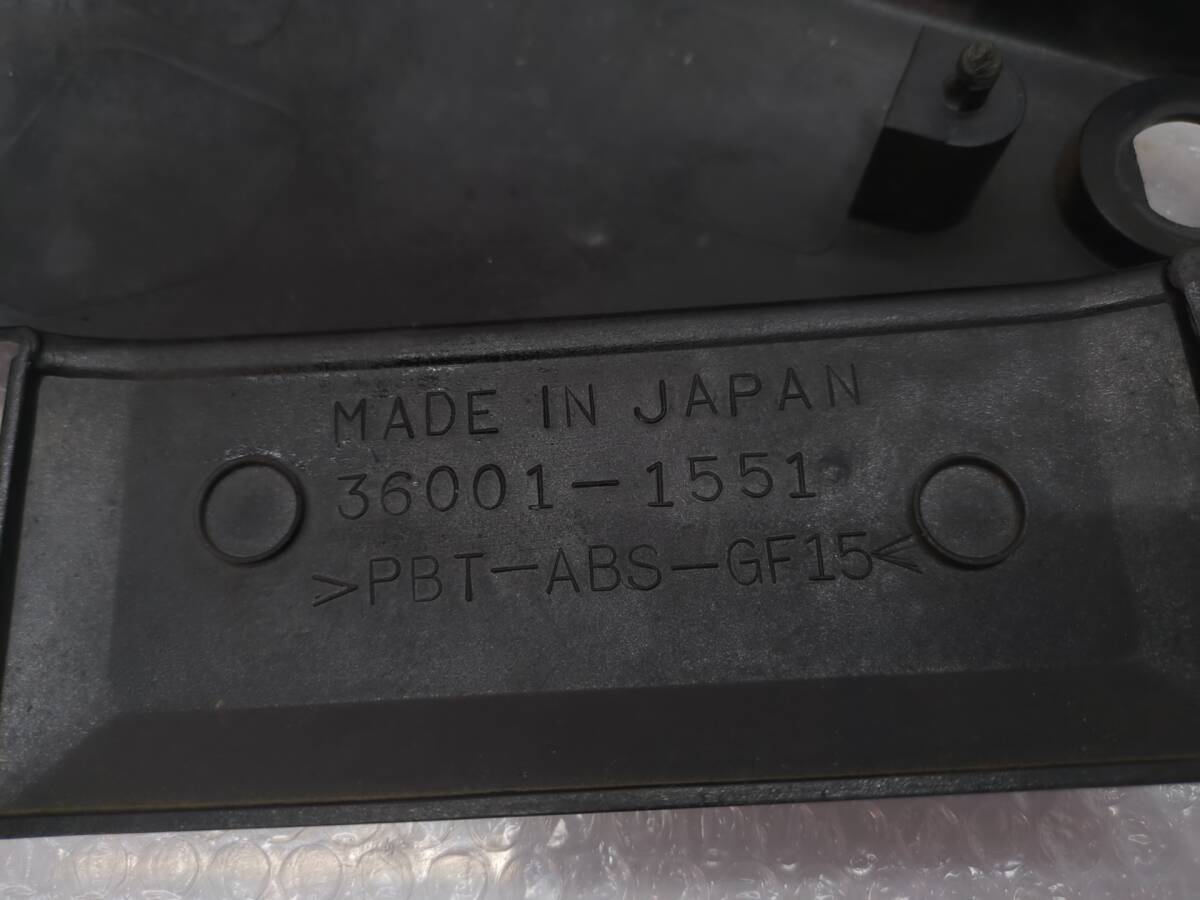 MADE IN JAPAN
36001-1551
>PBT-ABS-GF15<